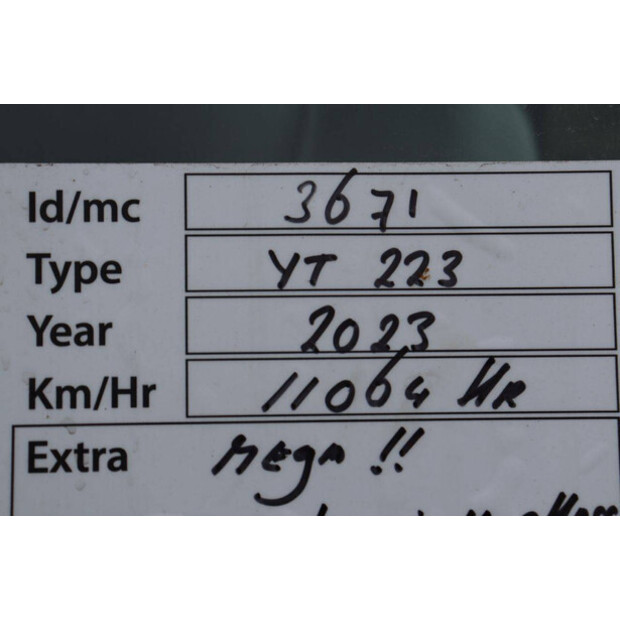 Id/mc 3671
Type YT 223
Year 2023
Km/Hr 11064 HR
Extra Mega !!